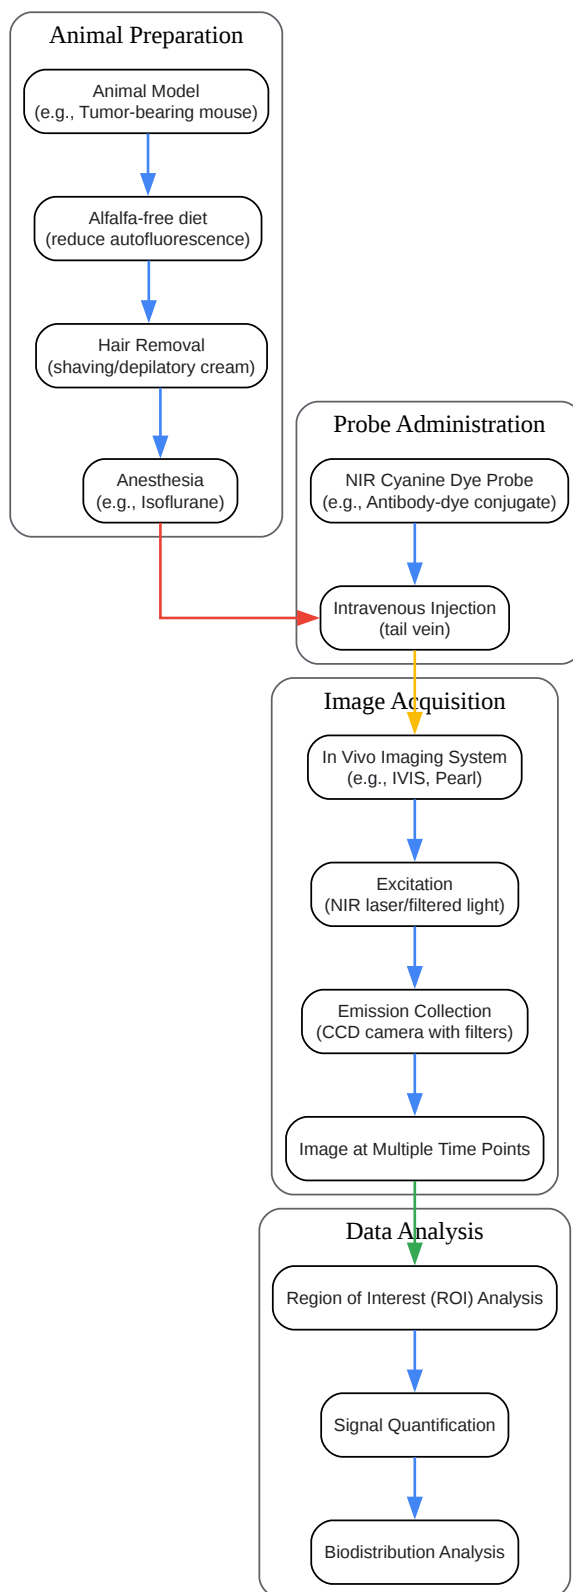 Animal Preparation
Animal Model
(e.g., Tumor-bearing mouse)
Alfalfa-free diet
(reduce autofluorescence)
Hair Removal
(shaving/depilatory cream)
Anesthesia
(e.g., Isoflurane)
Probe Administration
NIR Cyanine Dye Probe
(e.g., Antibody-dye conjugate)
Intravenous Injection
(tail vein)
Image Acquisition
In Vivo Imaging System
(e.g., IVIS, Pearl)
Excitation
(NIR laser/filtered light)
Emission Collection
(CCD camera with filters)
Image at Multiple Time Points
Data Analysis
Region of Interest (ROI) Analysis
Signal Quantification
Biodistribution Analysis